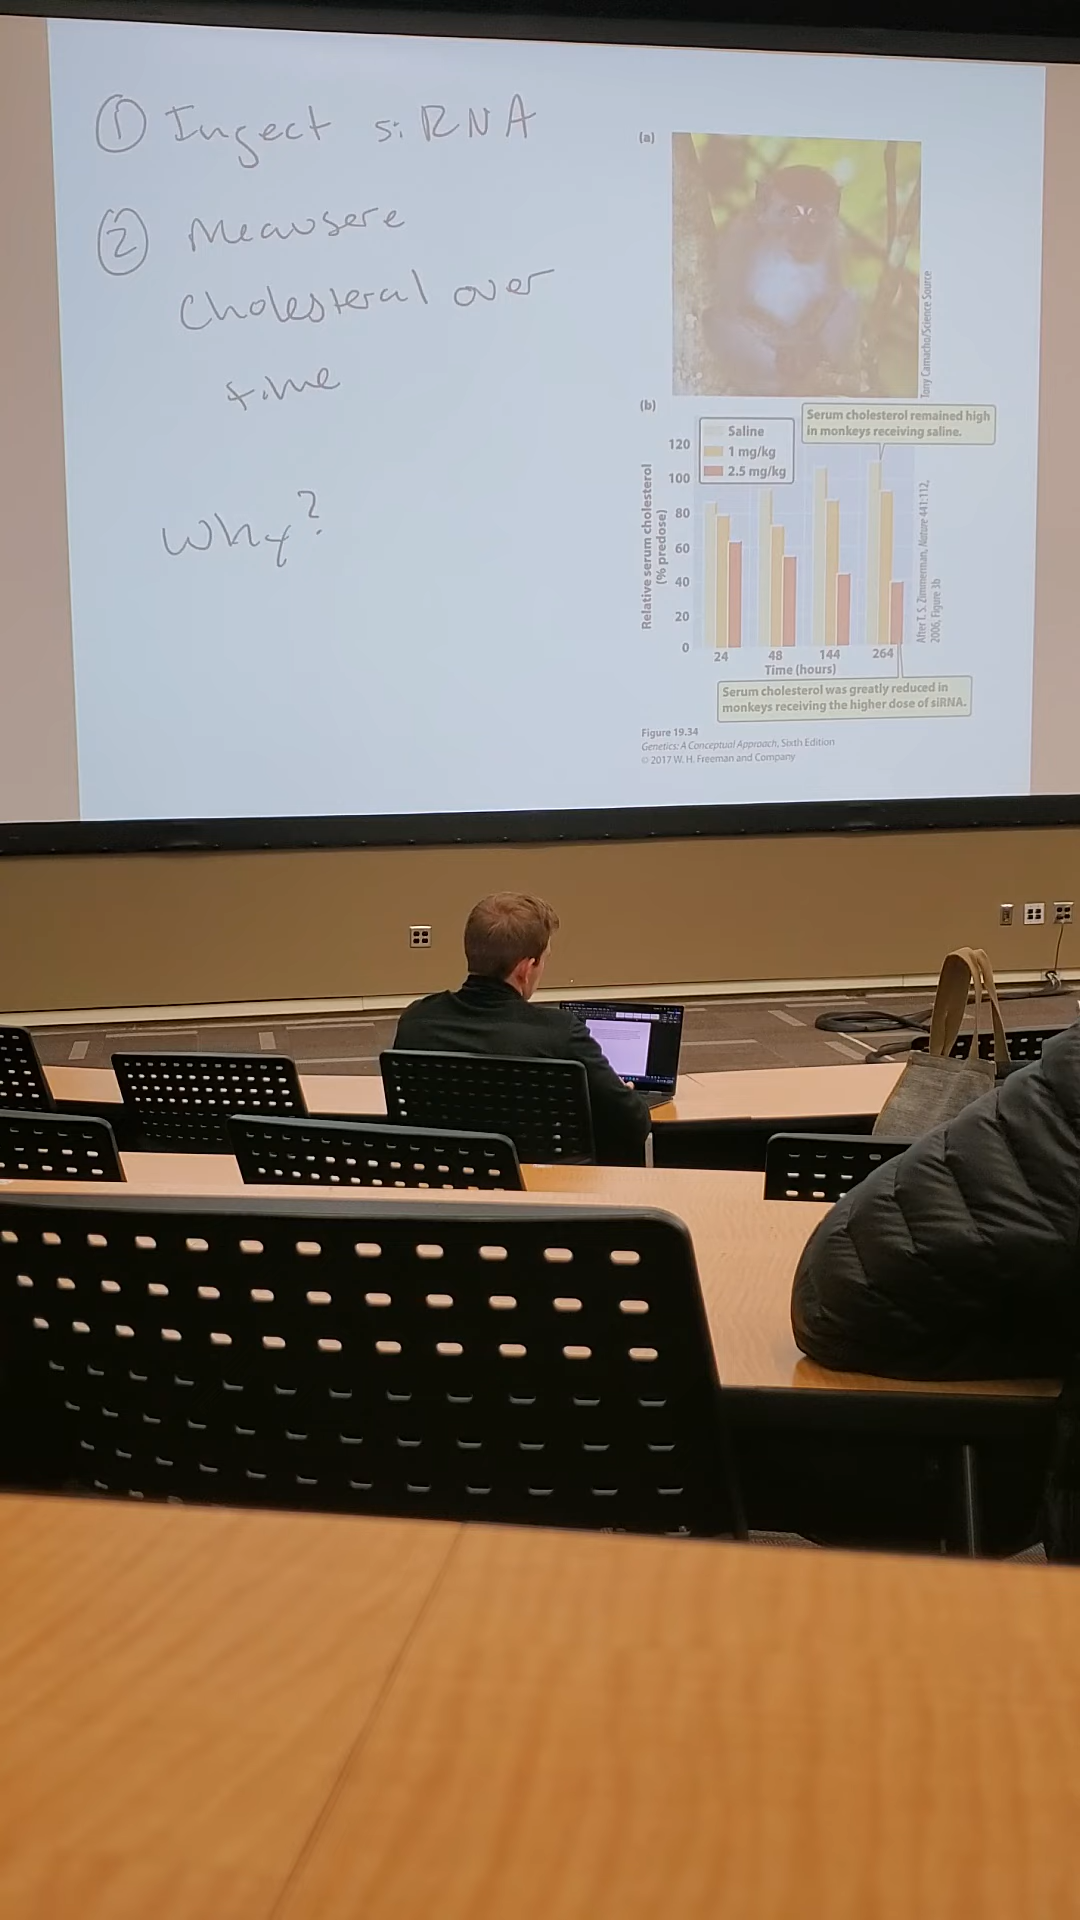 ① Ingect siRNA
② Meausere
Cholesteral over
time
Why?
(a)
Tony Camacho/Science Source
(b)
Serum cholesterol remained high
in monkeys receiving saline.
Saline
1 mg/kg
2.5 mg/kg
Relative serum cholesterol
(% predose)
120
100
80
60
40
20
0
24 48 144 264
Time (hours)
After T. S. Zimmerman, Nature 441:112,
2006, Figure 3b
Serum cholesterol was greatly reduced in
monkeys receiving the higher dose of siRNA.
Figure 19.34
Genetics: A Conceptual Approach, Sixth Edition
© 2017 W. H. Freeman and Company